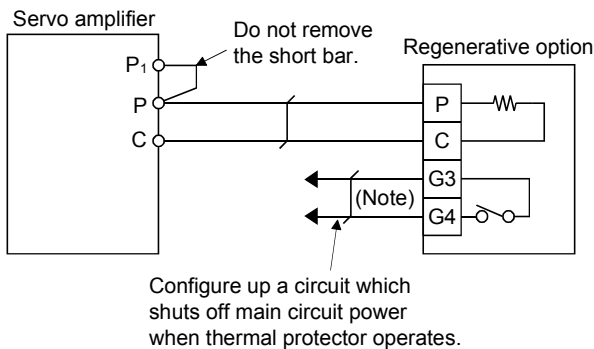 Servo amplifier
Do not remove
the short bar.
Regenerative option
P₁
P
C
P
C
G3
G4
(Note)
Configure up a circuit which
shuts off main circuit power
when thermal protector operates.